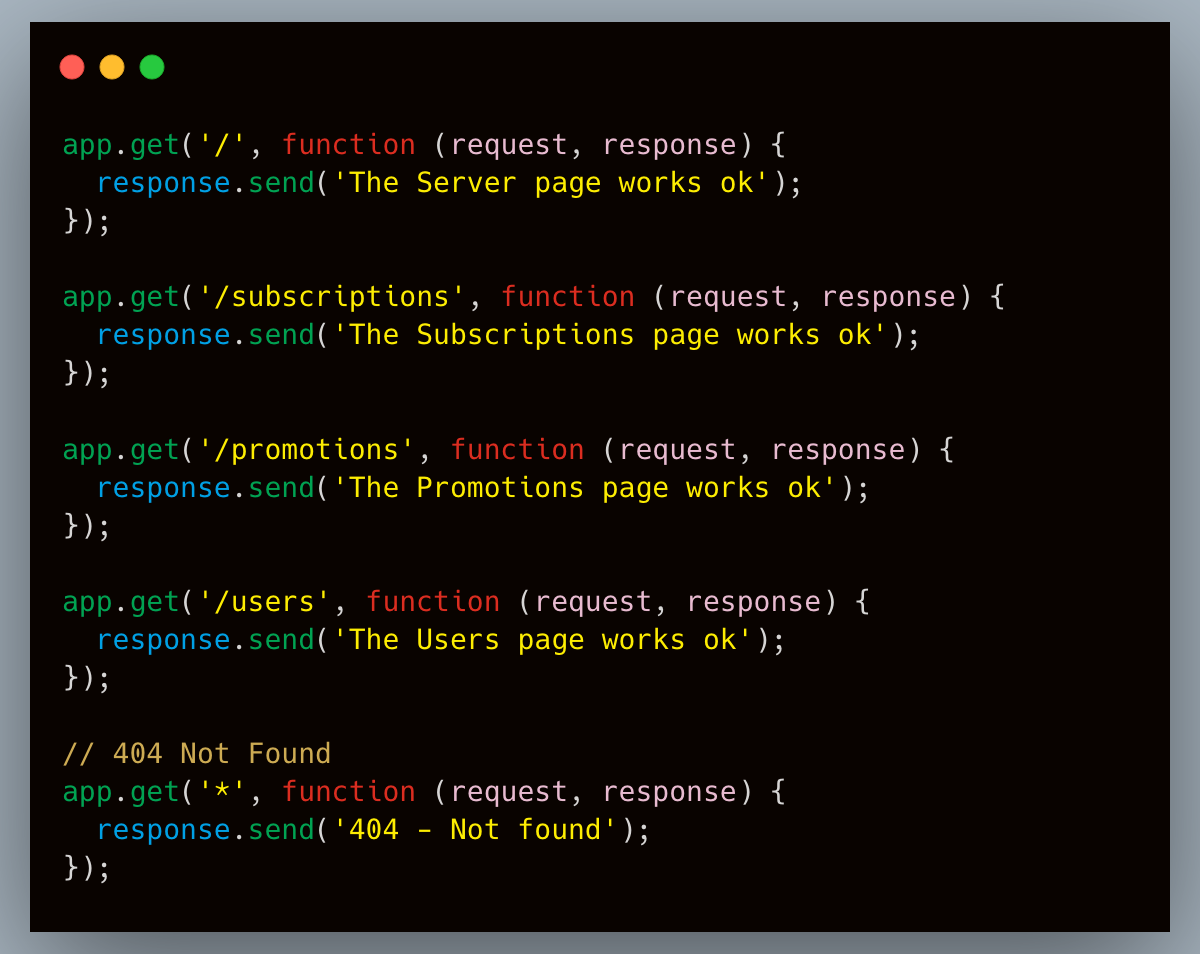 app.get('/', function (request, response) {
  response.send('The Server page works ok');
});

app.get('/subscriptions', function (request, response) {
  response.send('The Subscriptions page works ok');
});

app.get('/promotions', function (request, response) {
  response.send('The Promotions page works ok');
});

app.get('/users', function (request, response) {
  response.send('The Users page works ok');
});

// 404 Not Found
app.get('*', function (request, response) {
  response.send('404 - Not found');
});